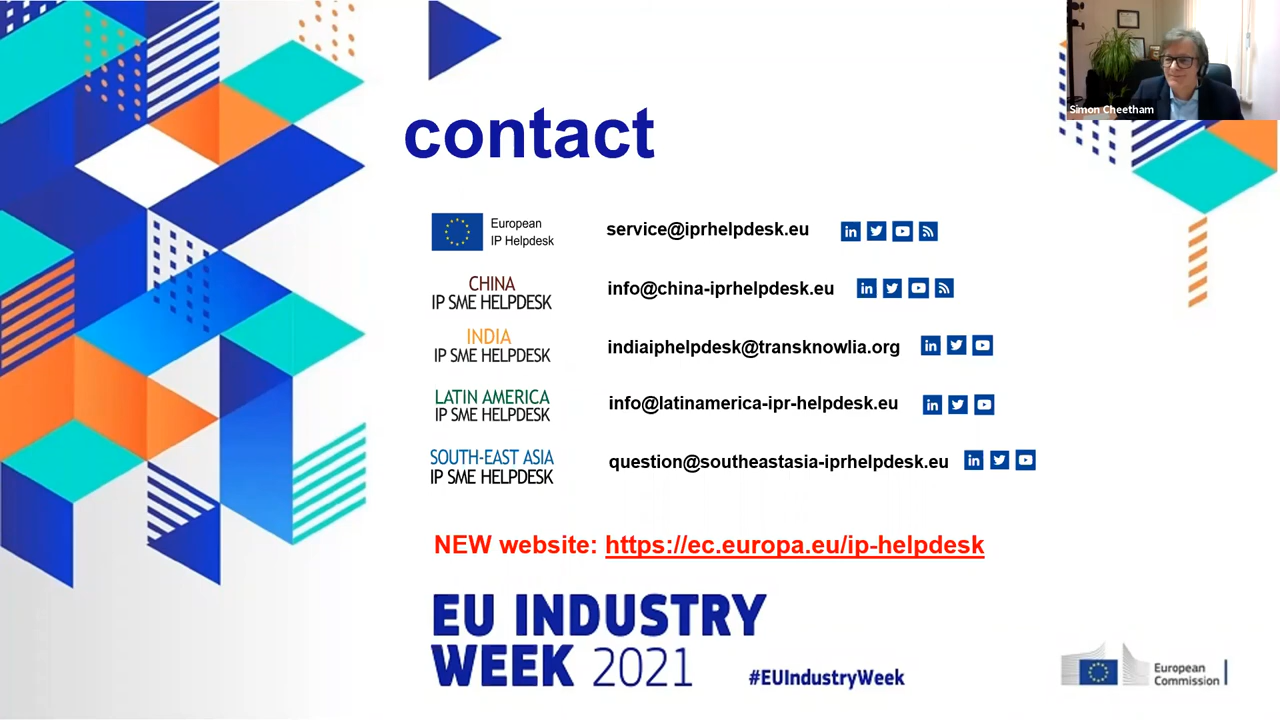 Simon Cheetham
contact
European
IP Helpdesk
service@iprhelpdesk.eu
CHINA
IP SME HELPDESK
info@china-iprhelpdesk.eu
INDIA
IP SME HELPDESK
indiaiphelpdesk@transknowlia.org
LATIN AMERICA
IP SME HELPDESK
info@latinamerica-ipr-helpdesk.eu
SOUTH-EAST ASIA
IP SME HELPDESK
question@southeastasia-iprhelpdesk.eu
NEW website: https://ec.europa.eu/ip-helpdesk
EU INDUSTRY
WEEK 2021
#EUIndustryWeek
European
Commission